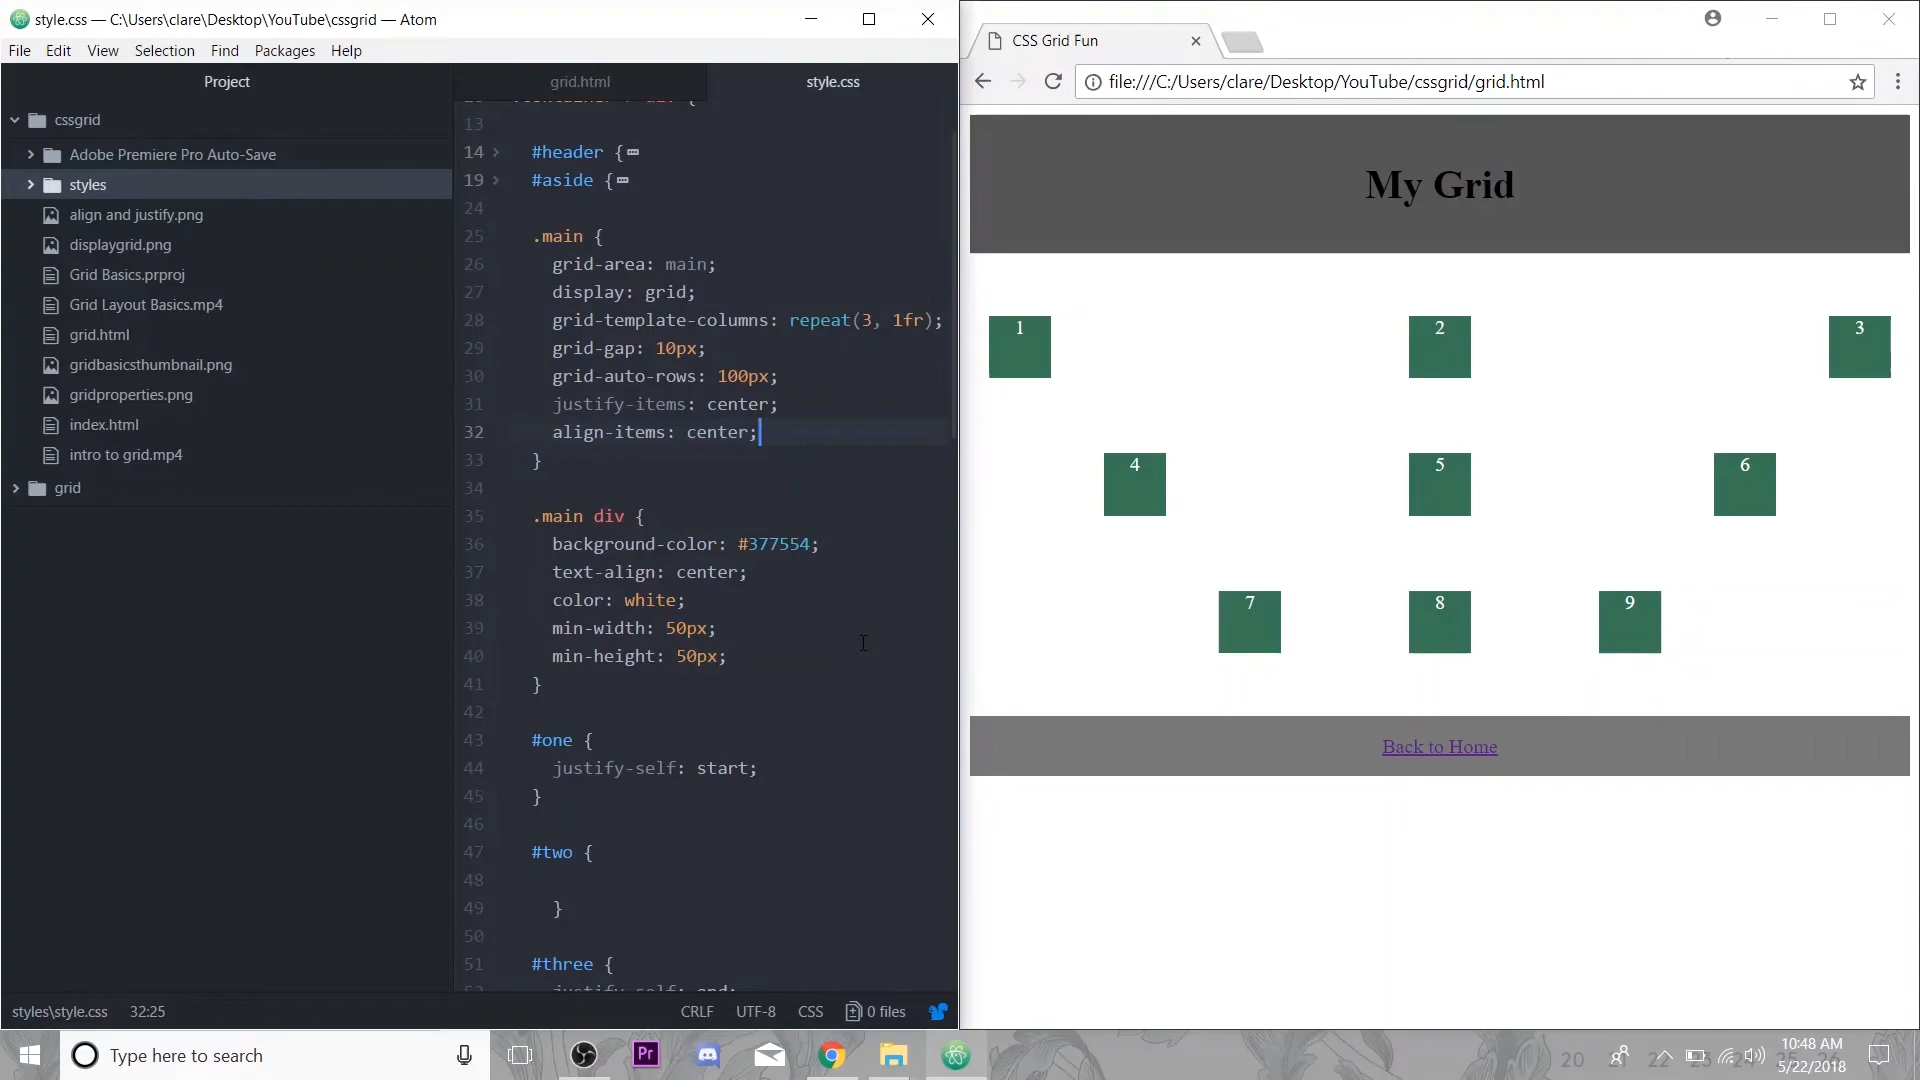 style.css — C:\Users\clare\Desktop\YouTube\cssgrid — Atom
File Edit View Selection Find Packages Help
Project
cssgrid
Adobe Premiere Pro Auto-Save
styles
align and justify.png
displaygrid.png
Grid Basics.prproj
Grid Layout Basics.mp4
grid.html
gridbasicsthumbnail.png
gridproperties.png
index.html
intro to grid.mp4
grid
grid.html style.css
13
14 #header {
19 #aside {
24
25 .main {
26 grid-area: main;
27 display: grid;
28 grid-template-columns: repeat(3, 1fr);
29 grid-gap: 10px;
30 grid-auto-rows: 100px;
31 justify-items: center;
32 align-items: center;
33 }
34
35 .main div {
36 background-color: #377554;
37 text-align: center;
38 color: white;
39 min-width: 50px;
40 min-height: 50px;
41 }
42
43 #one {
44 justify-self: start;
45 }
46
47 #two {
48
49 }
50
51 #three {
styles\style.css 32:25 CRLF UTF-8 CSS 0 files
CSS Grid Fun
file:///C:/Users/clare/Desktop/YouTube/cssgrid/grid.html
My Grid
1 2 3
4 5 6
7 8 9
Back to Home
Type here to search
Pr
10:48 AM
5/22/2018